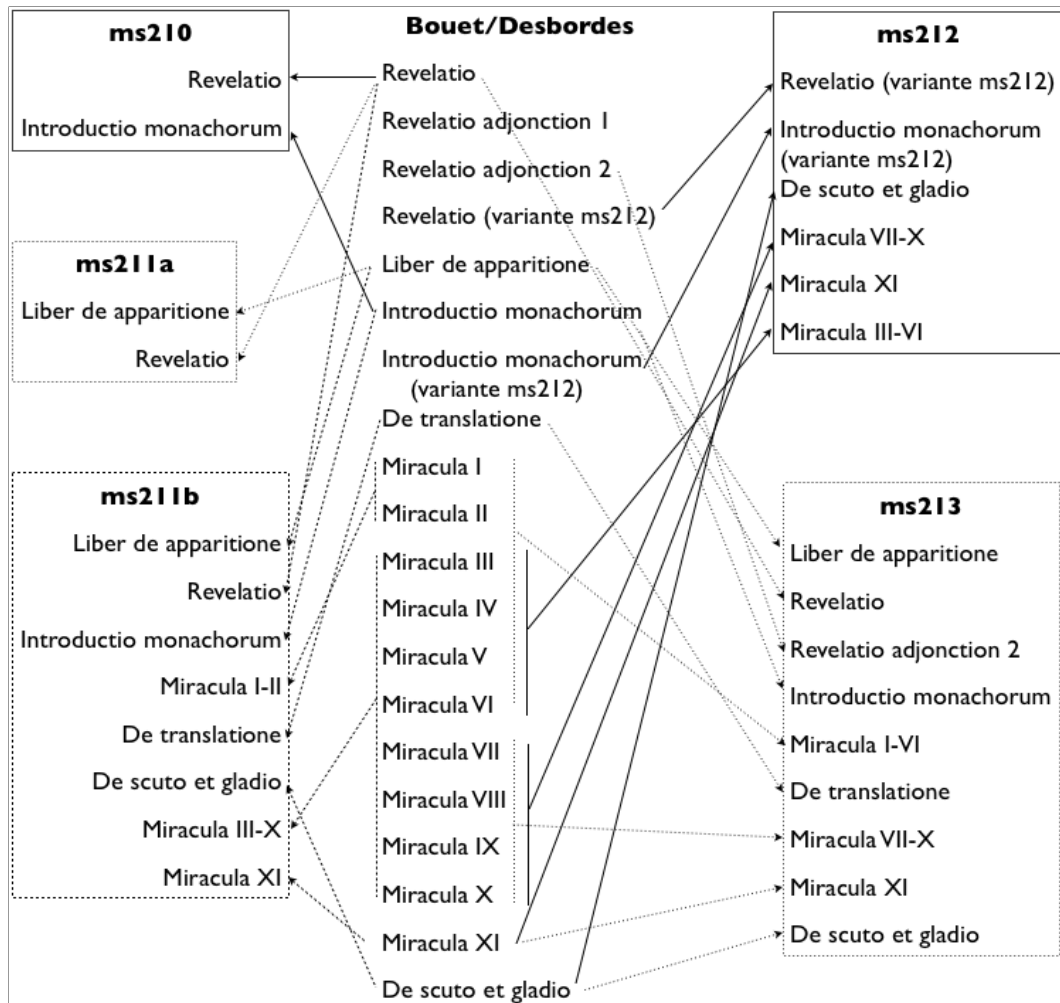 ms210
Revelatio
Introductio monachorum
ms211a
Liber de apparitione
Revelatio
ms211b
Liber de apparitione
Revelatio
Introductio monachorum
Miracula I-II
De translatione
De scuto et gladio
Miracula III-X
Miracula XI
Bouet/Desbordes
Revelatio
Revelatio adjonction 1
Revelatio adjonction 2
Revelatio (variante ms212)
Liber de apparitione
Introductio monachorum
Introductio monachorum
(variante ms212)
De translatione
Miracula I
Miracula II
Miracula III
Miracula IV
Miracula V
Miracula VI
Miracula VII
Miracula VIII
Miracula IX
Miracula X
Miracula XI
De scuto et gladio
ms212
Revelatio (variante ms212)
Introductio monachorum
(variante ms212)
De scuto et gladio
Miracula VII-X
Miracula XI
Miracula III-VI
ms213
Liber de apparitione
Revelatio
Revelatio adjonction 2
Introductio monachorum
Miracula I-VI
De translatione
Miracula VII-X
Miracula XI
De scuto et gladio